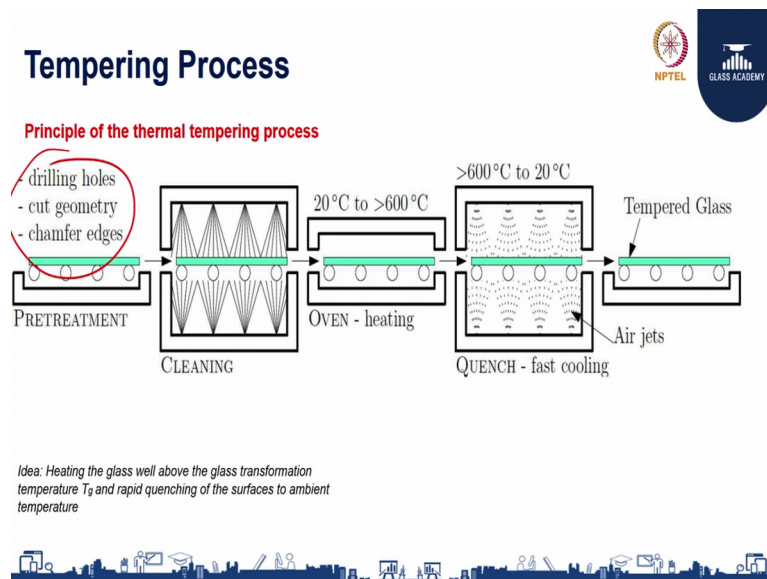 Tempering Process
NPTEL
GLASS ACADEMY
Principle of the thermal tempering process
- drilling holes
- cut geometry
- chamfer edges
20°C to >600°C
>600°C to 20°C
Tempered Glass
PRETREATMENT
CLEANING
OVEN - heating
QUENCH - fast cooling
Air jets
Idea: Heating the glass well above the glass transformation
temperature Tg and rapid quenching of the surfaces to ambient
temperature